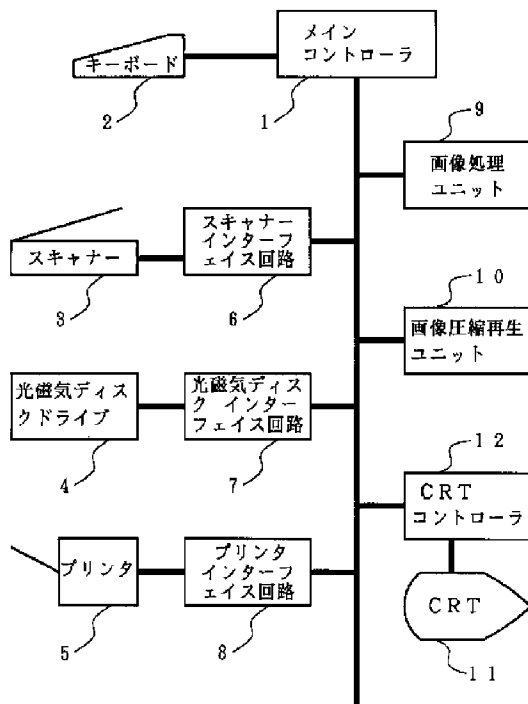 メイン
コントローラ
キーボード
2
1
9
画像処理
ユニット
スキャナー
スキャナー
インターフ
ェイス回路
3
6
10
画像圧縮再生
ユニット
光磁気ディス
クドライブ
光磁気ディス
ク インター
フェイス回路
4
7
12
CRT
コントローラ
プリンタ
プリンタ
インターフ
ェイス回路
CRT
5
8
11